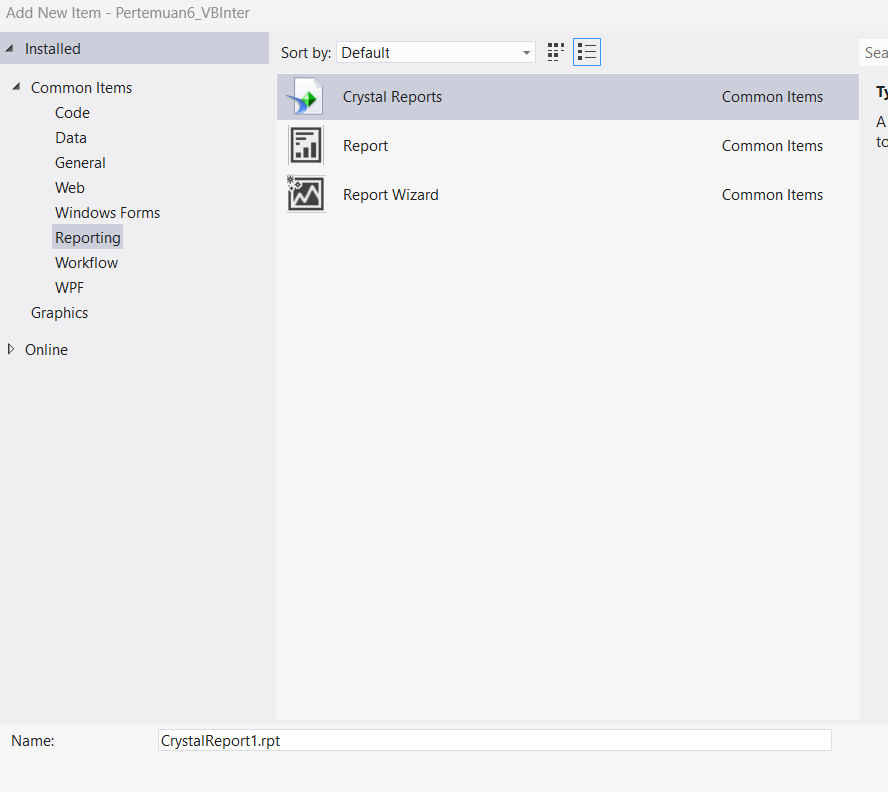 Add New Item - Pertemuan6_VBInter
Installed
Sort by: Default
Sea
Common Items
Code
Data
General
Web
Windows Forms
Reporting
Workflow
WPF
Graphics
Online
Crystal Reports Common Items
Report Common Items
Report Wizard Common Items
Ty
A
to
Name: CrystalReport1.rpt